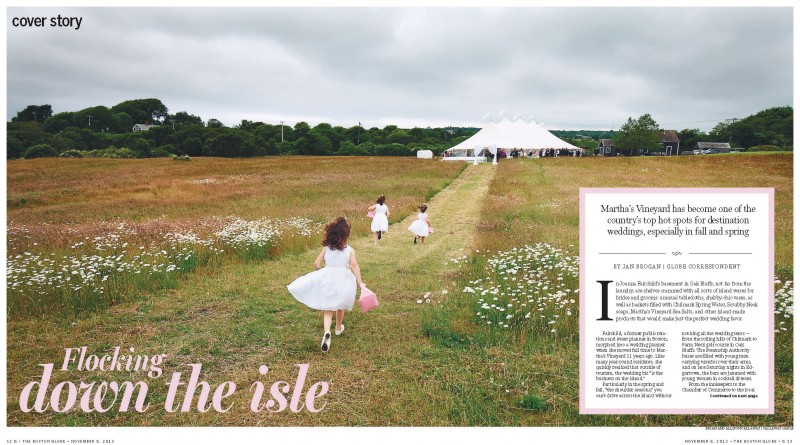 cover story
Flocking
down the isle
Martha's Vineyard has become one of the
country's top hot spots for destination
weddings, especially in fall and spring
BY JAN BROGAN | GLOBE CORRESPONDENT
In Joanna Fairchild's basement in Oak Bluffs, not far from the
laundry, are shelves crammed with all sorts of island wares for
brides and grooms: unusual tablecloths, shabby-chic vases, as
well as baskets filled with Chilmark Spring Water, Scrubby Neck
soaps, Martha's Vineyard Sea Salts, and other island-made
products that would make just the perfect wedding favor.
Fairchild, a former public rela-
tions and event planner in Boston,
morphed into a wedding planner
when she moved full time to Mar-
tha's Vineyard 11 years ago. Like
many year-round residents, she
quickly realized that outside of
tourism, the wedding biz "is the
business on the island."
Particularly in the spring and
fall, "the shoulder seasons" you
can't drive across the island without
noticing all the wedding tents —
from the rolling hills of Chilmark to
Farm Neck golf course in Oak
Bluffs. The Steamship Authority
buses are filled with young men
carrying tuxedos over their arms
and on late Saturday nights in Ed-
gartown, the bars are jammed with
young women in cocktail dresses.
From the innkeepers to the
Chamber of Commerce to the local
Continued on next page
12 G • THE BOSTON GLOBE • NOVEMBER 9, 2013
NOVEMBER 9, 2013 • THE BOSTON GLOBE • G 13